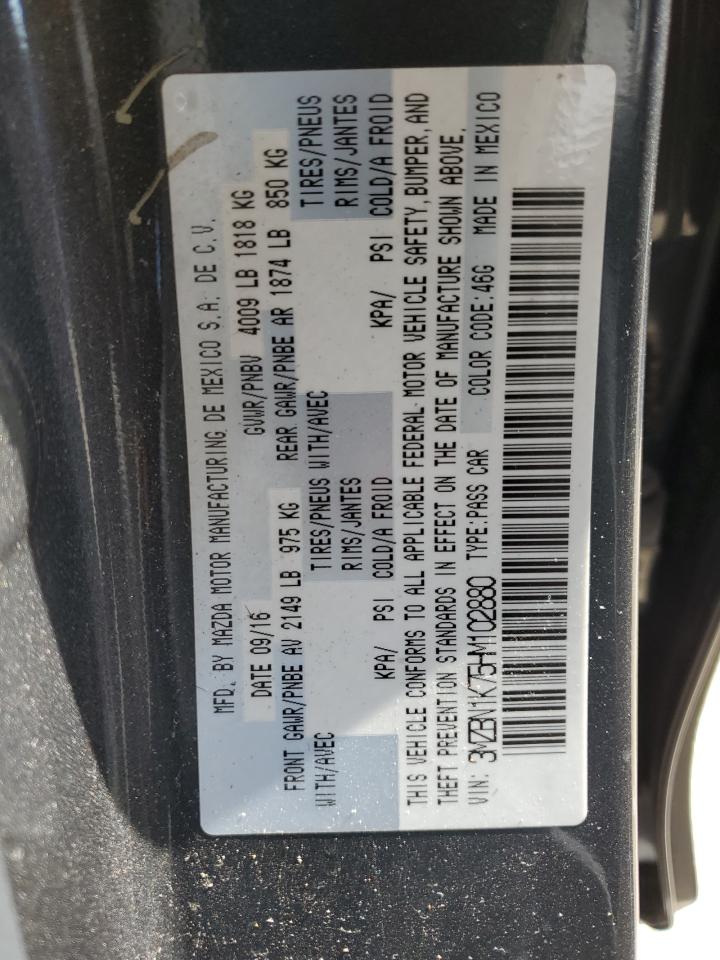 MFD. BY MAZDA MOTOR MANUFACTURING DE MEXICO S.A. DE C.V.
DATE 09/16 GVWR/PNBV 4009 LB 1818 KG
FRONT GAWR/PNBE AV 2149 LB 975 KG REAR GAWR/PNBE AR 1874 LB 850 KG
WITH/AVEC TIRES/PNEUS WITH/AVEC TIRES/PNEUS
RIMS/JANTES RIMS/JANTES
KPA/ PSI COLD/A FROID KPA/ PSI COLD/A FROID
THIS VEHICLE CONFORMS TO ALL APPLICABLE FEDERAL MOTOR VEHICLE SAFETY, BUMPER, AND
THEFT PREVENTION STANDARDS IN EFFECT ON THE DATE OF MANUFACTURE SHOWN ABOVE.
VIN: 3MZBN1K75HM102880 TYPE:PASS CAR COLOR CODE:46G MADE IN MEXICO